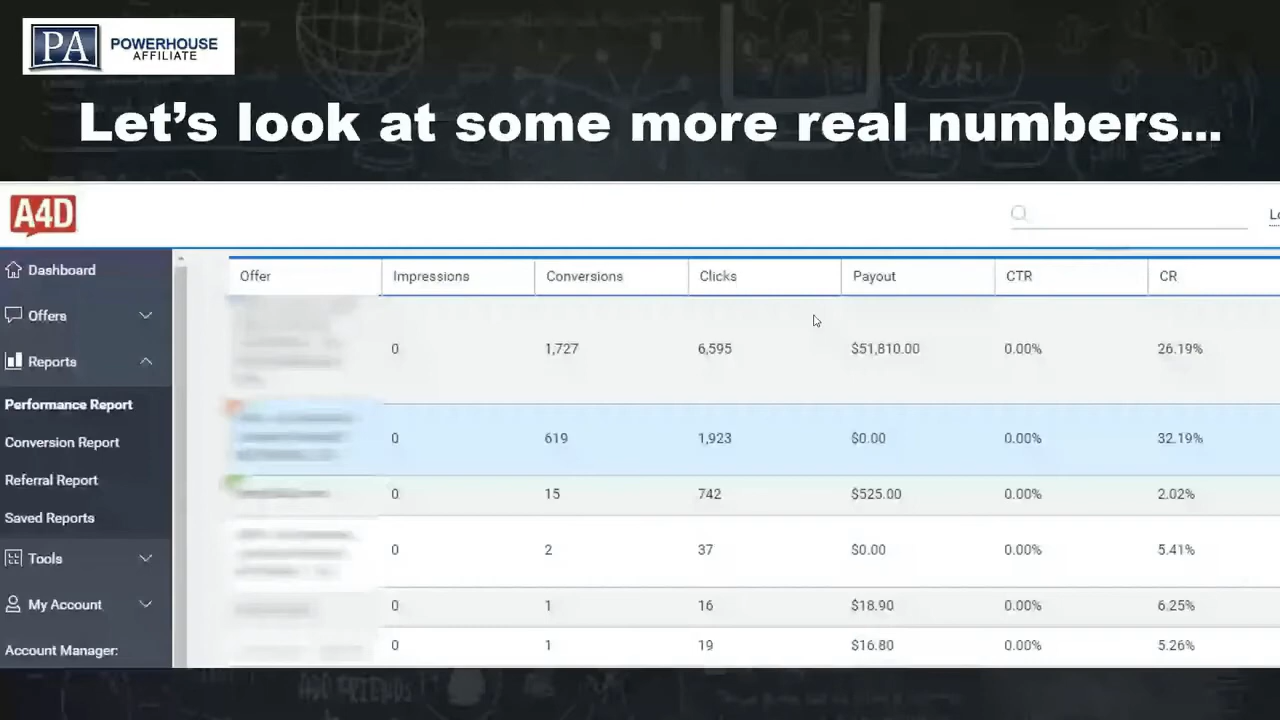 PA POWERHOUSE
AFFILIATE
Let's look at some more real numbers...
A4D
Dashboard
Offers
Reports
Performance Report
Conversion Report
Referral Report
Saved Reports
Tools
My Account
Account Manager:
Offer Impressions Conversions Clicks Payout CTR CR
0 1,727 6,595 $51,810.00 0.00% 26.19%
0 619 1,923 $0.00 0.00% 32.19%
0 15 742 $525.00 0.00% 2.02%
0 2 37 $0.00 0.00% 5.41%
0 1 16 $18.90 0.00% 6.25%
0 1 19 $16.80 0.00% 5.26%